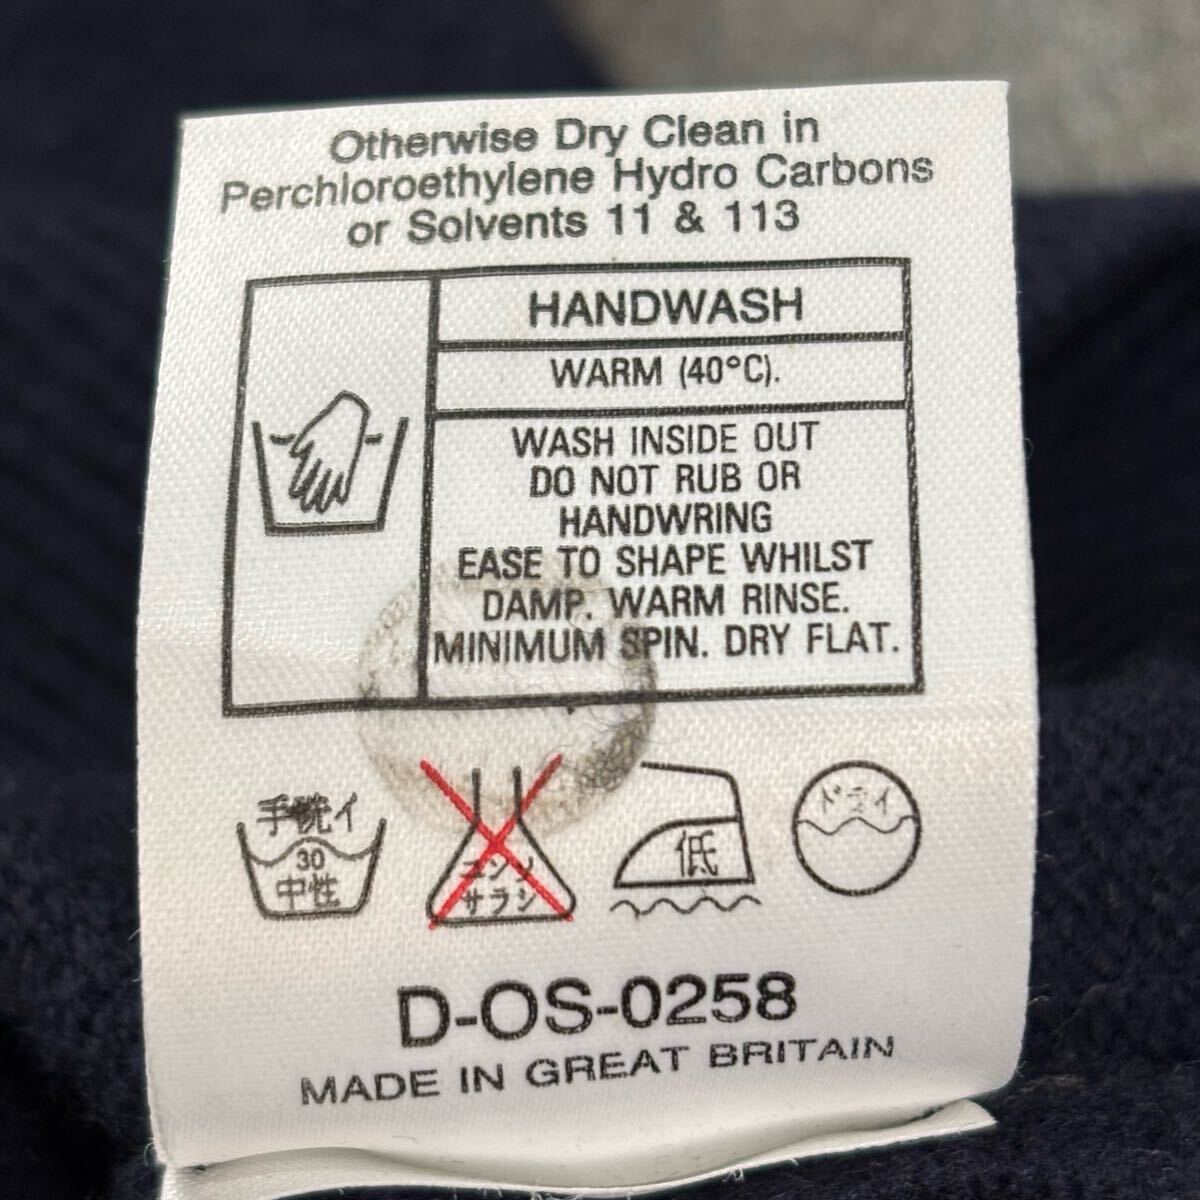 Otherwise Dry Clean in
Perchloroethylene Hydro Carbons
or Solvents 11 & 113
HANDWASH
WARM (40°C).
WASH INSIDE OUT
DO NOT RUB OR
HANDWRING
EASE TO SHAPE WHILST
DAMP. WARM RINSE.
MINIMUM SPIN. DRY FLAT.
手洗イ
30
中性
エンソ
サラシ
低
ドライ
D-OS-0258
MADE IN GREAT BRITAIN